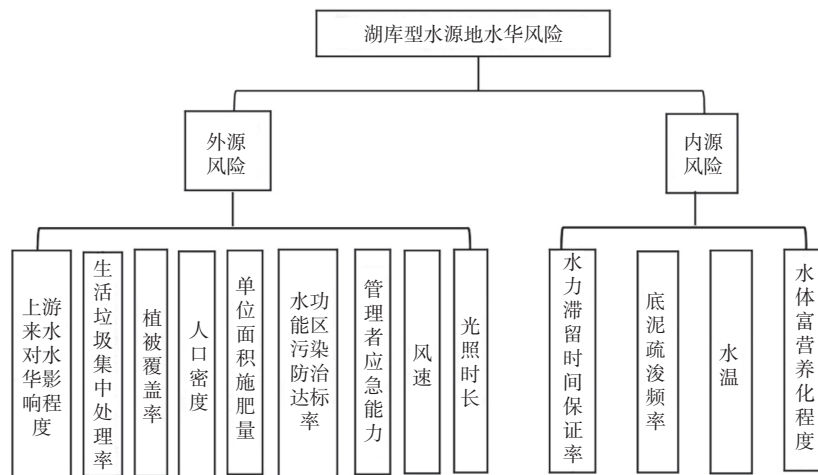 湖库型水源地水华风险
外源
风险
内源
风险
上游来水对水华影响程度
生活垃圾集中处理率
植被覆盖率
人口密度
单位面积施肥量
水功能区污染防治达标率
管理者应急能力
风速
光照时长
水力滞留时间保证率
底泥疏浚频率
水温
水体富营养化程度